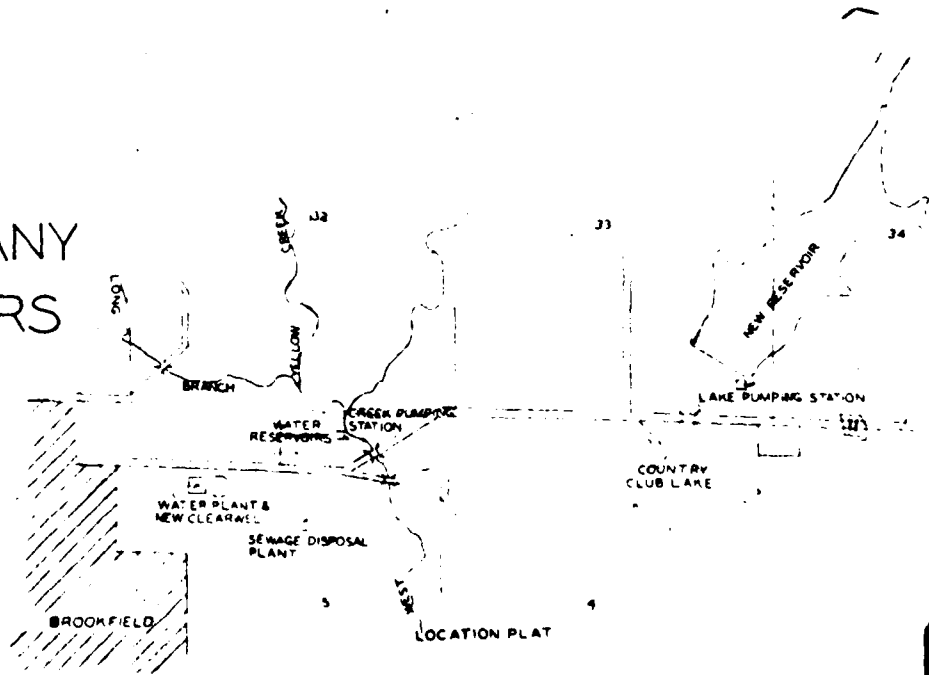 ANY
RS
32
33
34
LONG
BRANCH
YELLOW
CREEK
NEW RESERVOIR
LAKE PUMPING STATION
WATER
RESERVOIRS
CREEK PUMPING
STATION
COUNTRY
CLUB LAKE
WATER PLANT &
NEW CLEARWEL
SEWAGE DISPOSAL
PLANT
BROOKFIELD
5
4
WEST
LOCATION PLAT